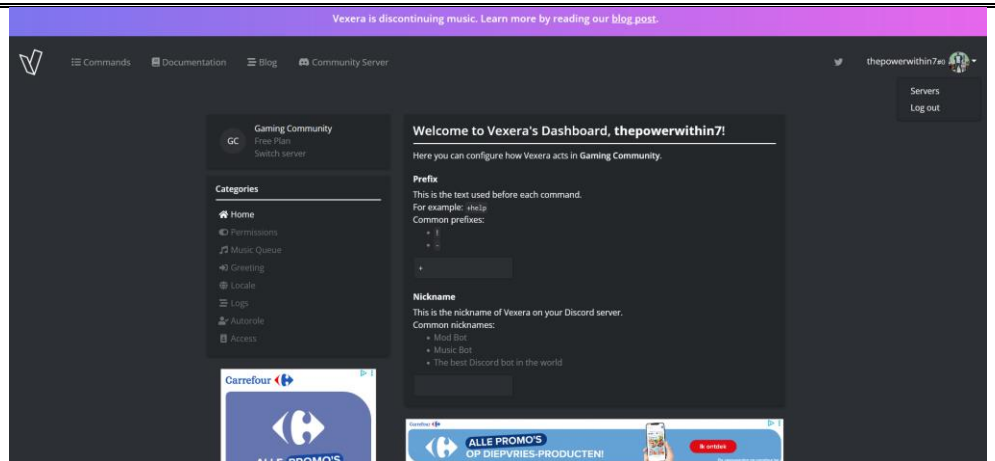 Vexera is discontinuing music. Learn more by reading our blog post.
Commands
Documentation
Blog
Community Server
thepowerwithin7#0
Servers
Log out
GC
Gaming Community
Free Plan
Switch server
Categories
Home
Permissions
Music Queue
Greeting
Locale
Logs
Autorole
Access
Welcome to Vexera's Dashboard, thepowerwithin7!
Here you can configure how Vexera acts in Gaming Community.
Prefix
This is the text used before each command.
For example: +help
Common prefixes:
• !
• -
+
Nickname
This is the nickname of Vexera on your Discord server.
Common nicknames:
• Mod Bot
• Music Bot
• The best Discord bot in the world
Carrefour
ALLE PROMO'S
Carrefour
ALLE PROMO'S
OP DIEPVRIES-PRODUCTEN!
Ik ontdek